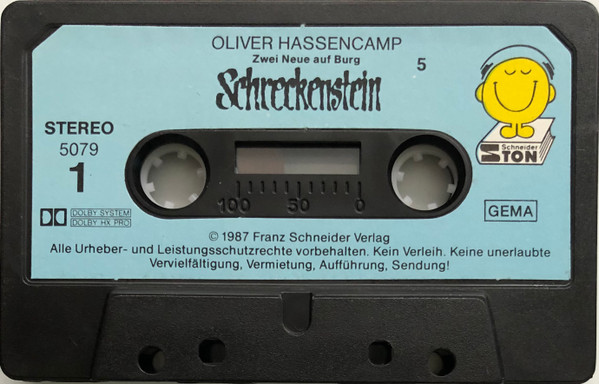 OLIVER HASSENCAMP
Zwei Neue auf Burg
5
Schreckenstein
STEREO
5079
1
Schneider
TON
100 50 0
DOLBY SYSTEM
DOLBY HX PRO
GEMA
© 1987 Franz Schneider Verlag
Alle Urheber- und Leistungsschutzrechte vorbehalten. Kein Verleih. Keine unerlaubte
Vervielfältigung, Vermietung, Aufführung, Sendung!